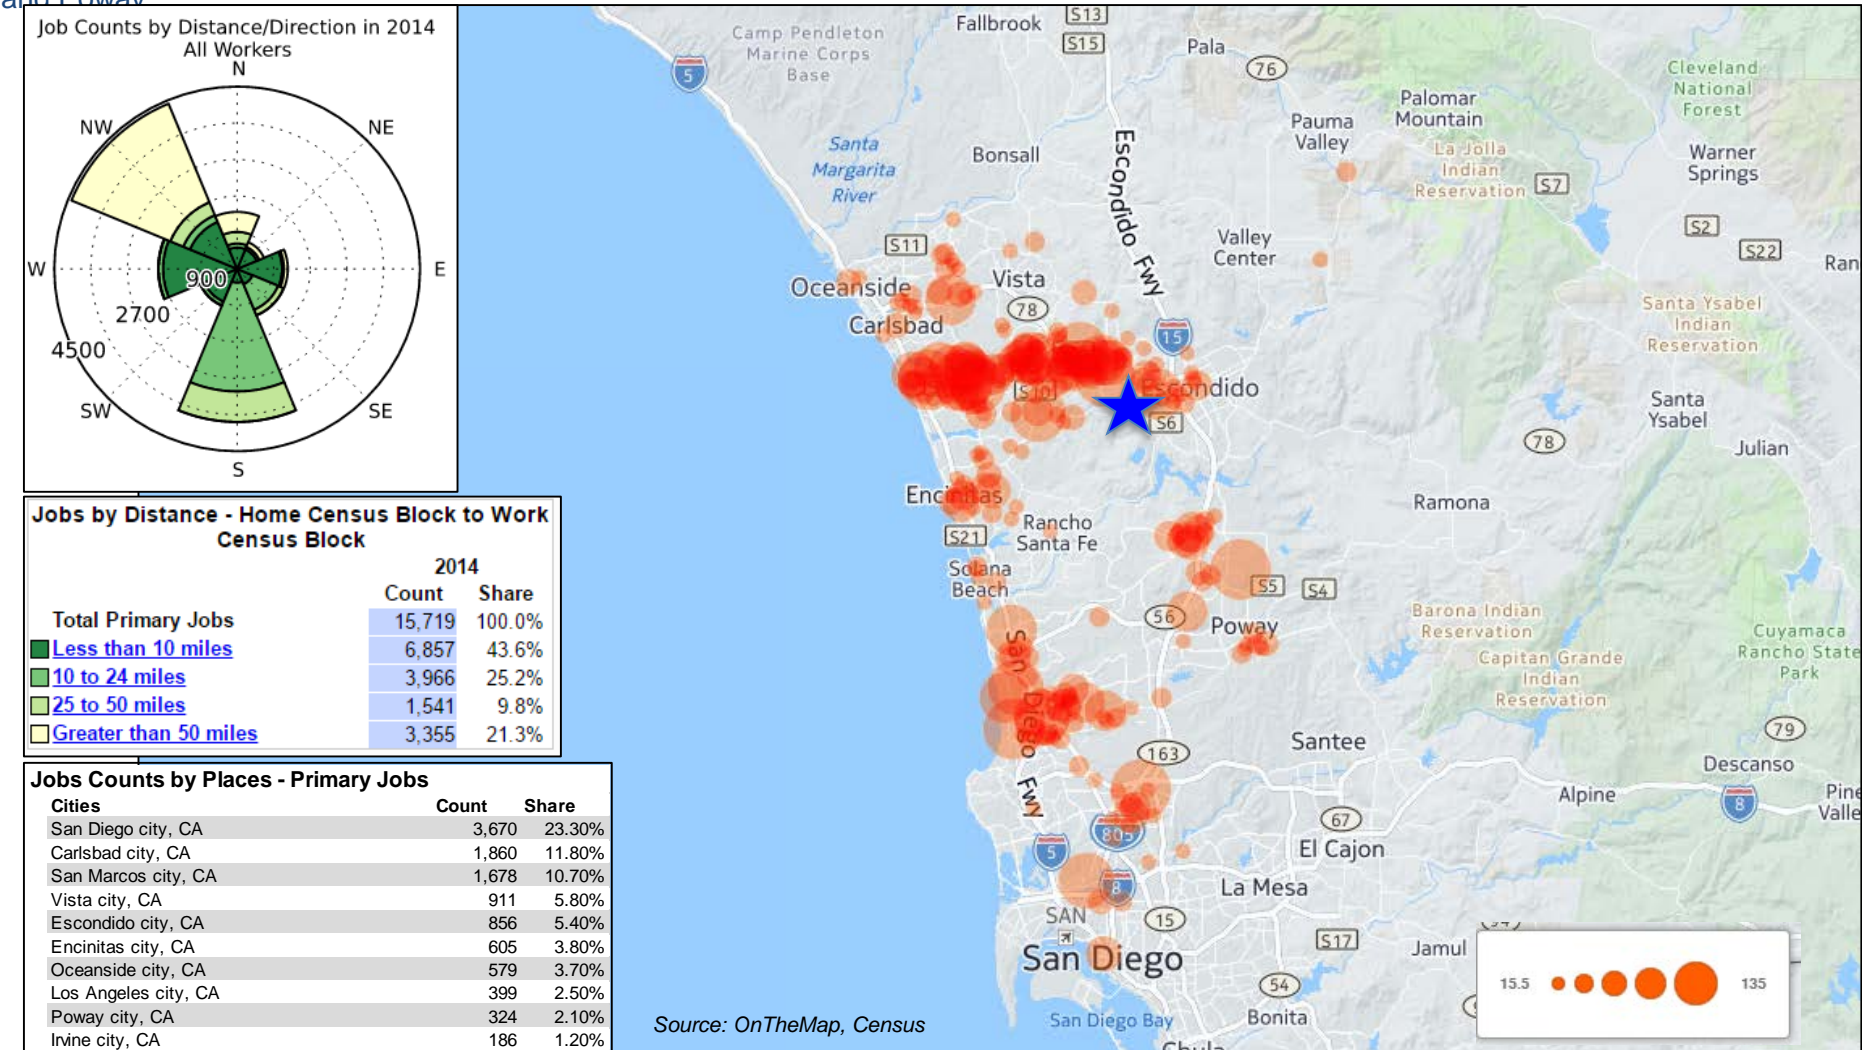 and Poway
Job Counts by Distance/Direction in 2014
All Workers
N
NW
NE
W
E
900
2700
4500
SW
SE
S
Jobs by Distance - Home Census Block to Work
Census Block
2014
Count Share
Total Primary Jobs 15,719 100.0%
Less than 10 miles 6,857 43.6%
10 to 24 miles 3,966 25.2%
25 to 50 miles 1,541 9.8%
Greater than 50 miles 3,355 21.3%
Jobs Counts by Places - Primary Jobs
Cities Count Share
San Diego city, CA 3,670 23.30%
Carlsbad city, CA 1,860 11.80%
San Marcos city, CA 1,678 10.70%
Vista city, CA 911 5.80%
Escondido city, CA 856 5.40%
Encinitas city, CA 605 3.80%
Oceanside city, CA 579 3.70%
Los Angeles city, CA 399 2.50%
Poway city, CA 324 2.10%
Irvine city, CA 186 1.20%
Source: OnTheMap, Census
Camp Pendleton
Marine Corps
Base
5
Fallbrook
S13
S15
Pala
76
Cleveland
National
Forest
Palomar
Mountain
Pauma
Valley
La Jolla
Indian
Reservation
S7
Warner
Springs
Santa
Margarita
River
Bonsall
Escondido Fwy
S2
S22
Ran
S11
Valley
Center
Oceanside
Vista
78
Carlsbad
15
Santa Ysabel
Indian
Reservation
S10
Escondido
S6
Santa
Ysabel
78
Julian
Encinitas
Ramona
S21
Rancho
Santa Fe
Solana
Beach
S5
S4
56
Poway
Barona Indian
Reservation
Capitan Grande
Indian
Reservation
Cuyamaca
Rancho State
Park
San Diego Fwy
163
Santee
79
Descanso
Alpine
8
Pine
Valle
67
805
5
El Cajon
8
La Mesa
SAN
15
San Diego
S17
Jamul
54
San Diego Bay
Bonita
15.5
135